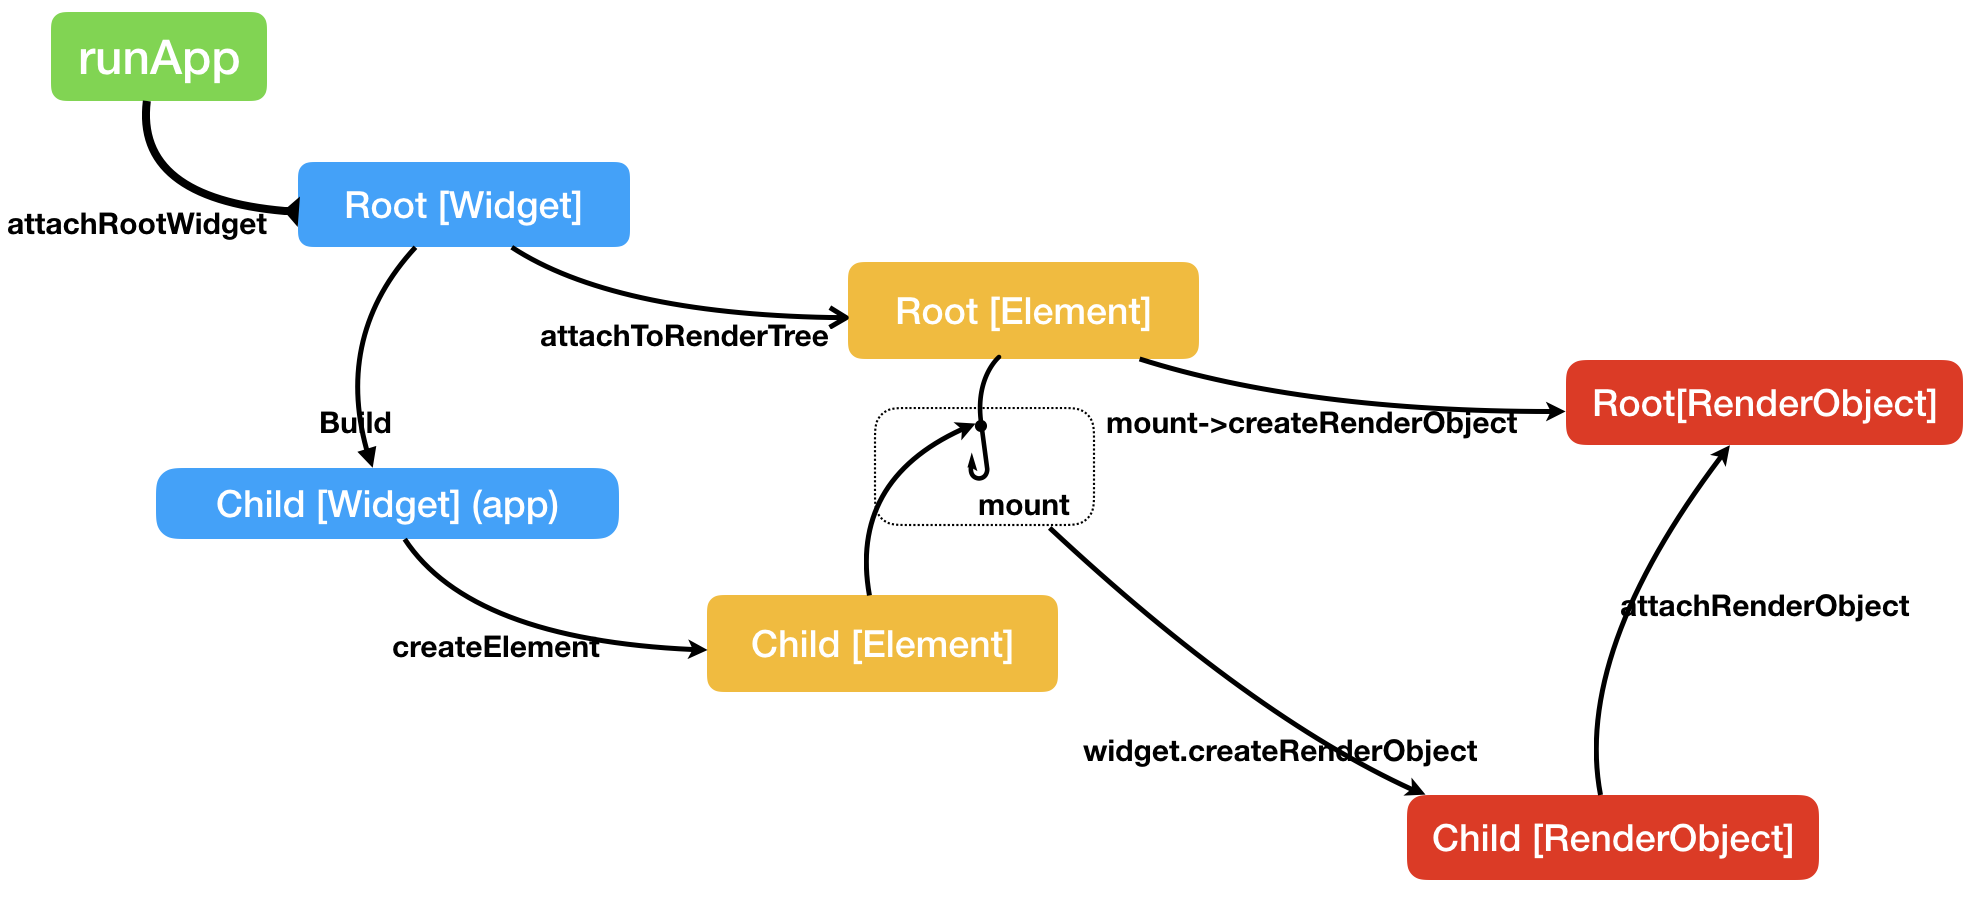 runApp
attachRootWidget
Root [Widget]
attachToRenderTree
Root [Element]
Build
mount->createRenderObject
Root[RenderObject]
Child [Widget] (app)
mount
createElement
Child [Element]
attachRenderObject
widget.createRenderObject
Child [RenderObject]